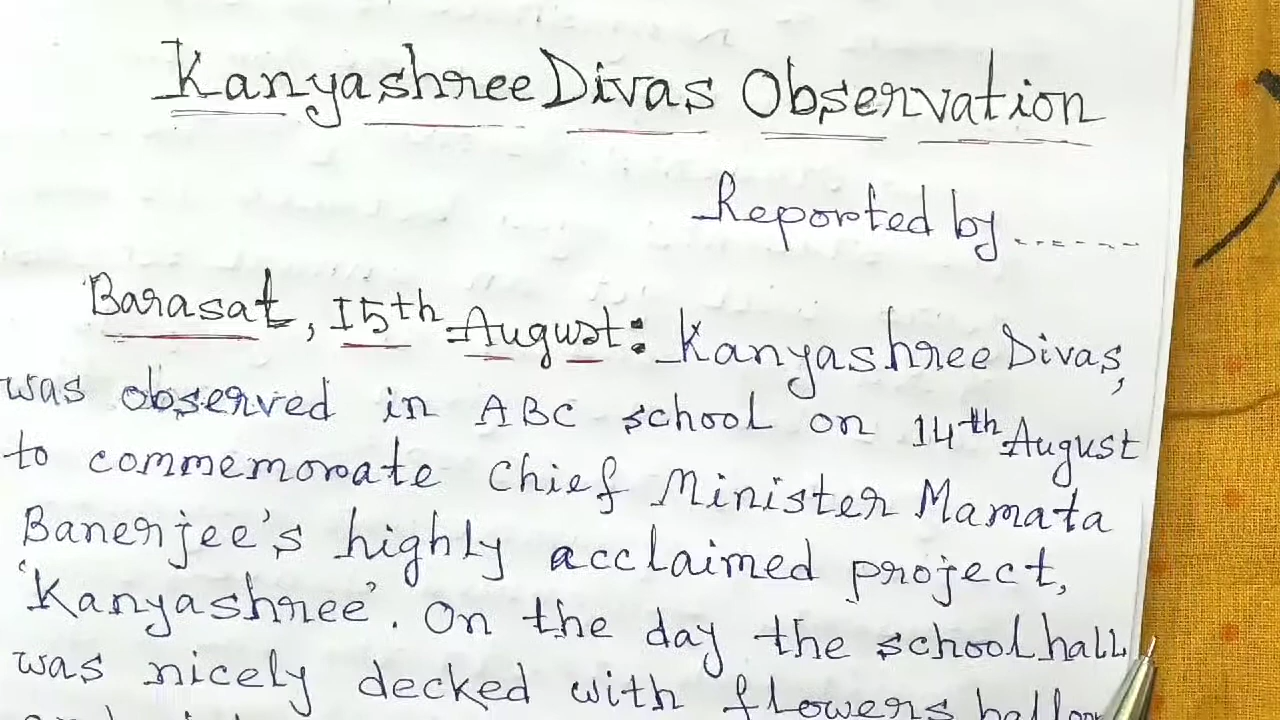 Kanyashree Divas Observation
Reported by.......
Barasat, 15th August: Kanyashree Divas,
was observed in ABC school on 14th August
to commemorate Chief Minister Mamata
Banerjee's highly acclaimed project,
'Kanyashree'. On the day the school hall
was nicely decked with flowers